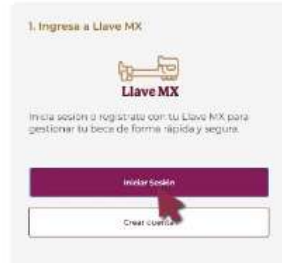 1. Ingresa a Llave MX
Llave MX
Inicia sesión o regístrate con tu Llave MX para
gestionar tu beca de forma rápida y segura.
Iniciar Sesión
Crear cuenta